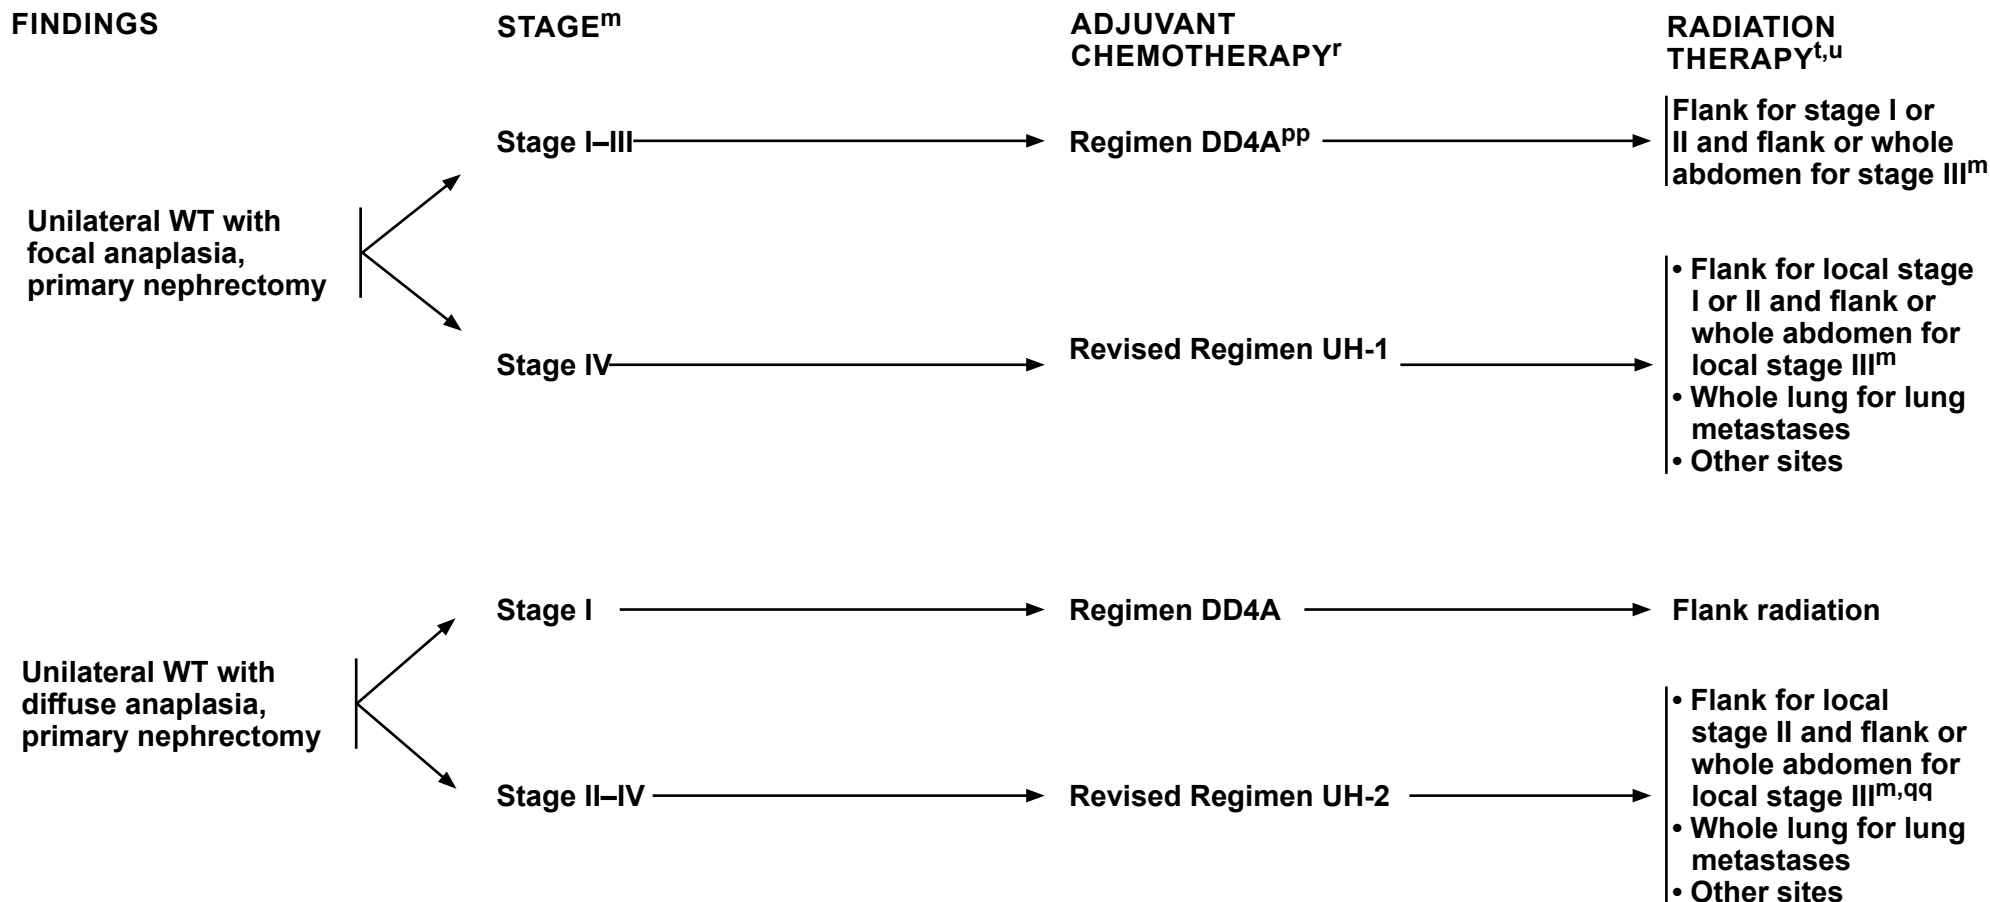 FINDINGS
STAGEm
ADJUVANT
CHEMOTHERAPYr
RADIATION
THERAPYt,u
Unilateral WT with
focal anaplasia,
primary nephrectomy
Stage I–III
Regimen DD4App
Flank for stage I or
II and flank or whole
abdomen for stage IIIm
Stage IV
Revised Regimen UH-1
• Flank for local stage
I or II and flank or
whole abdomen for
local stage IIIm
• Whole lung for lung
metastases
• Other sites
Unilateral WT with
diffuse anaplasia,
primary nephrectomy
Stage I
Regimen DD4A
Flank radiation
Stage II–IV
Revised Regimen UH-2
• Flank for local
stage II and flank or
whole abdomen for
local stage IIIm,qq
• Whole lung for lung
metastases
• Other sites